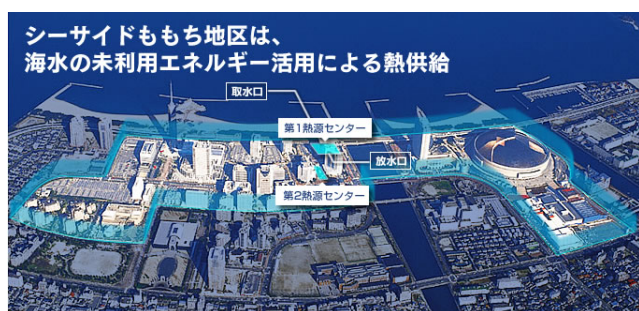 シーサイドももち地区は、
海水の未利用エネルギー活用による熱供給
取水口
第1熱源センター
放水口
第2熱源センター